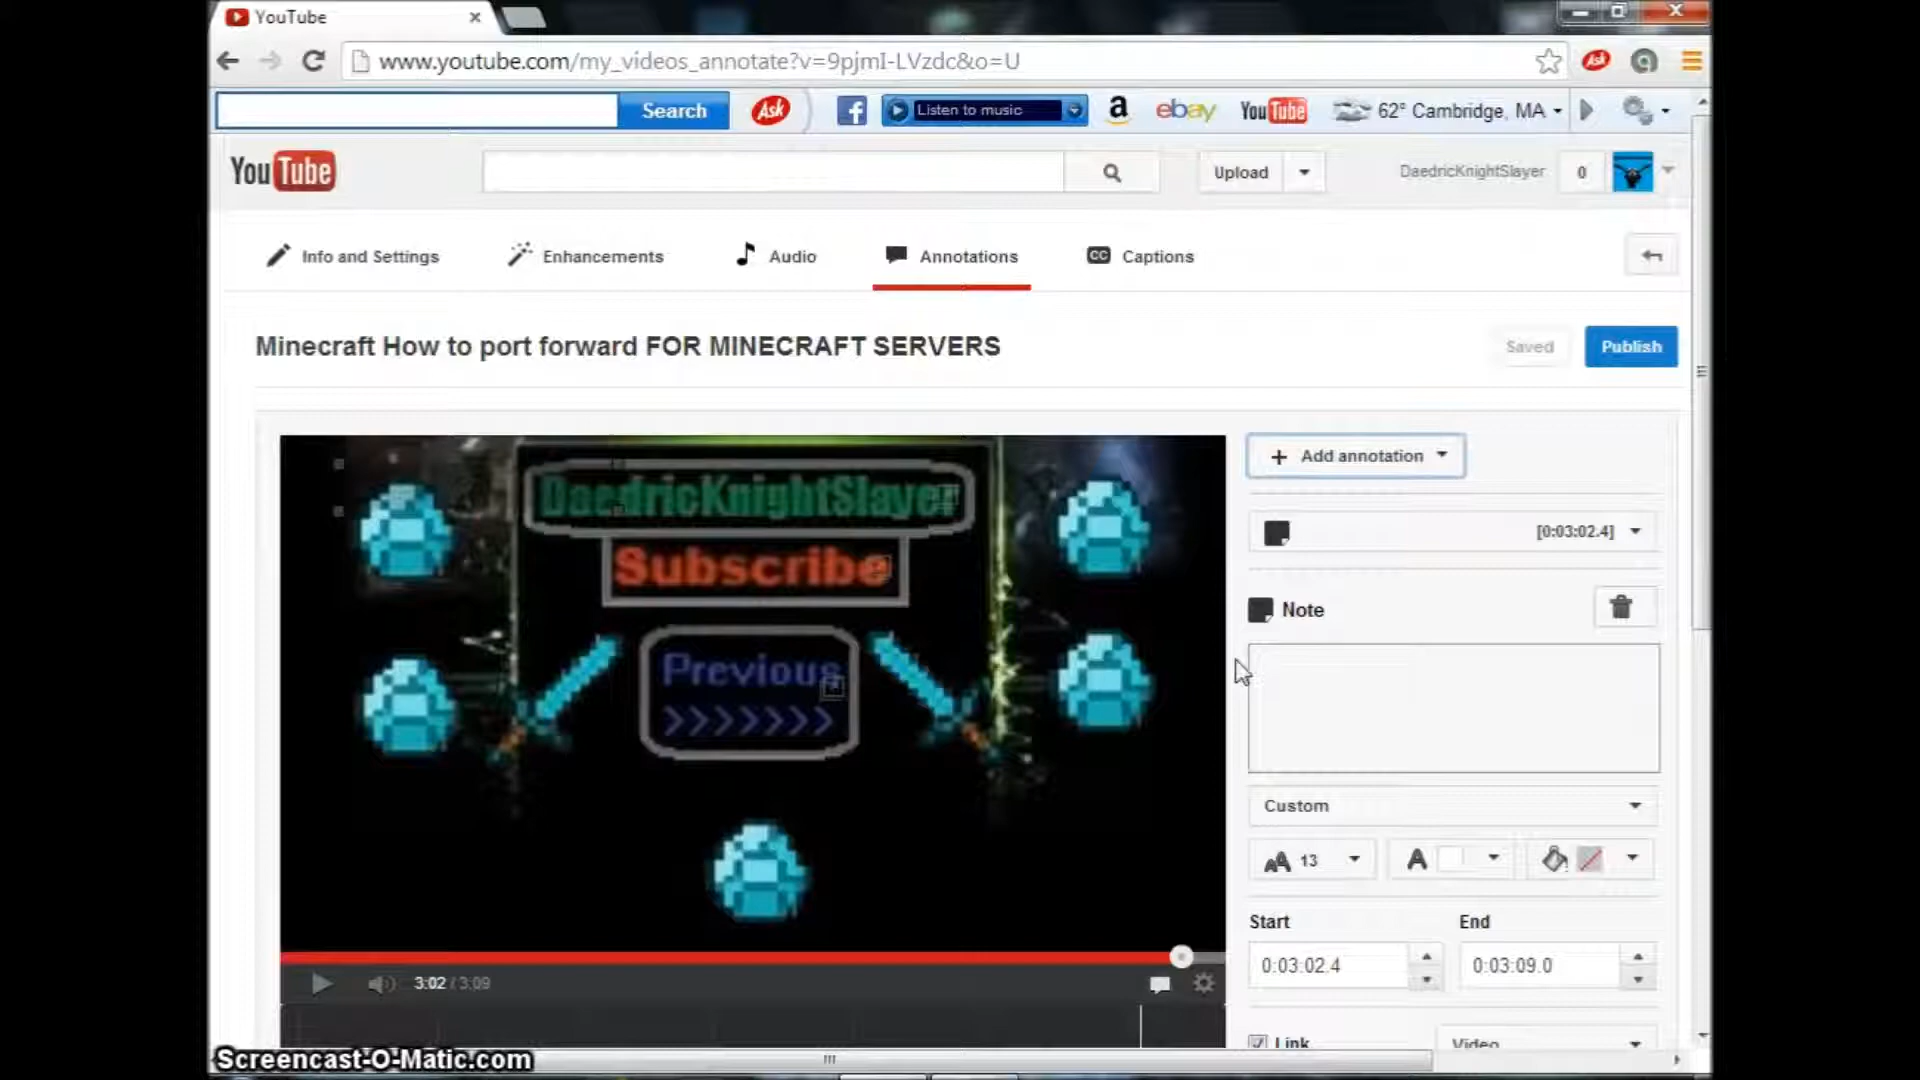 YouTube
www.youtube.com/my_videos_annotate?v=9pjmI-LVzdc&o=U
Ask
Search
Ask
Listen to music
a
ebay
YouTube
62° Cambridge, MA
YouTube
Upload
DaedricKnightSlayer
0
Info and Settings
Enhancements
Audio
Annotations
CC
Captions
Minecraft How to port forward FOR MINECRAFT SERVERS
Saved
Publish
DaedricKnightSlayer
Subscribe
Previous
>>>>>>>
+ Add annotation
[0:03:02.4]
Note
Custom
AA 13
A
Start
End
0:03:02.4
0:03:09.0
3:02 / 3:09
Link
Video
Screencast-O-Matic.com